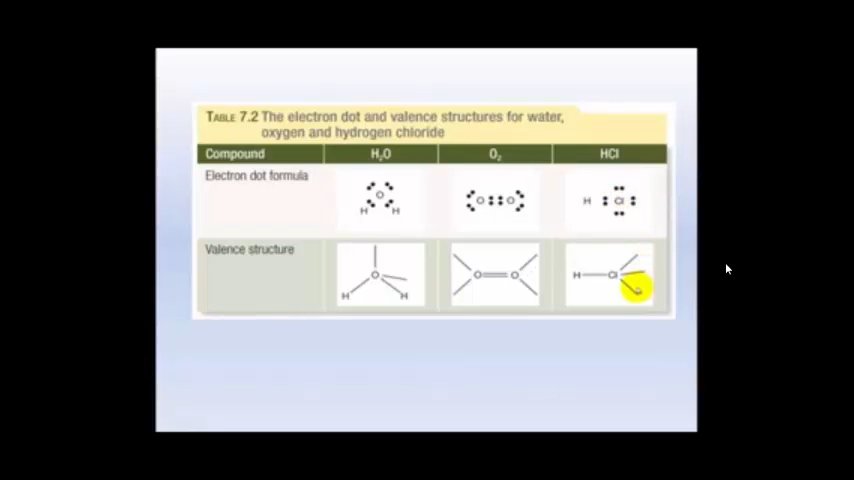 TABLE 7.2 The electron dot and valence structures for water,
oxygen and hydrogen chloride
Compound H₂O O₂ HCl
Electron dot formula
O
H H
O O
H Cl
Valence structure
O
H H
O O
H Cl